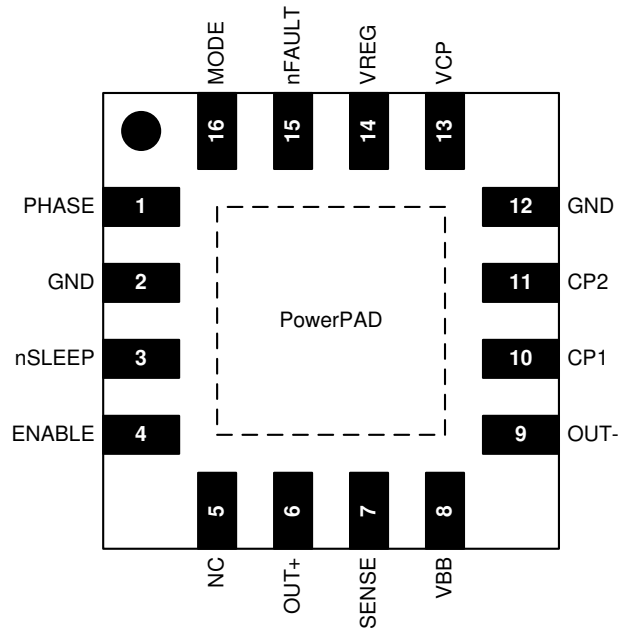 MODE
nFAULT
VREG
VCP
16
15
14
13
PHASE 1
12 GND
GND 2
11 CP2
PowerPAD
nSLEEP 3
10 CP1
ENABLE 4
9 OUT-
5
6
7
8
NC
OUT+
SENSE
VBB